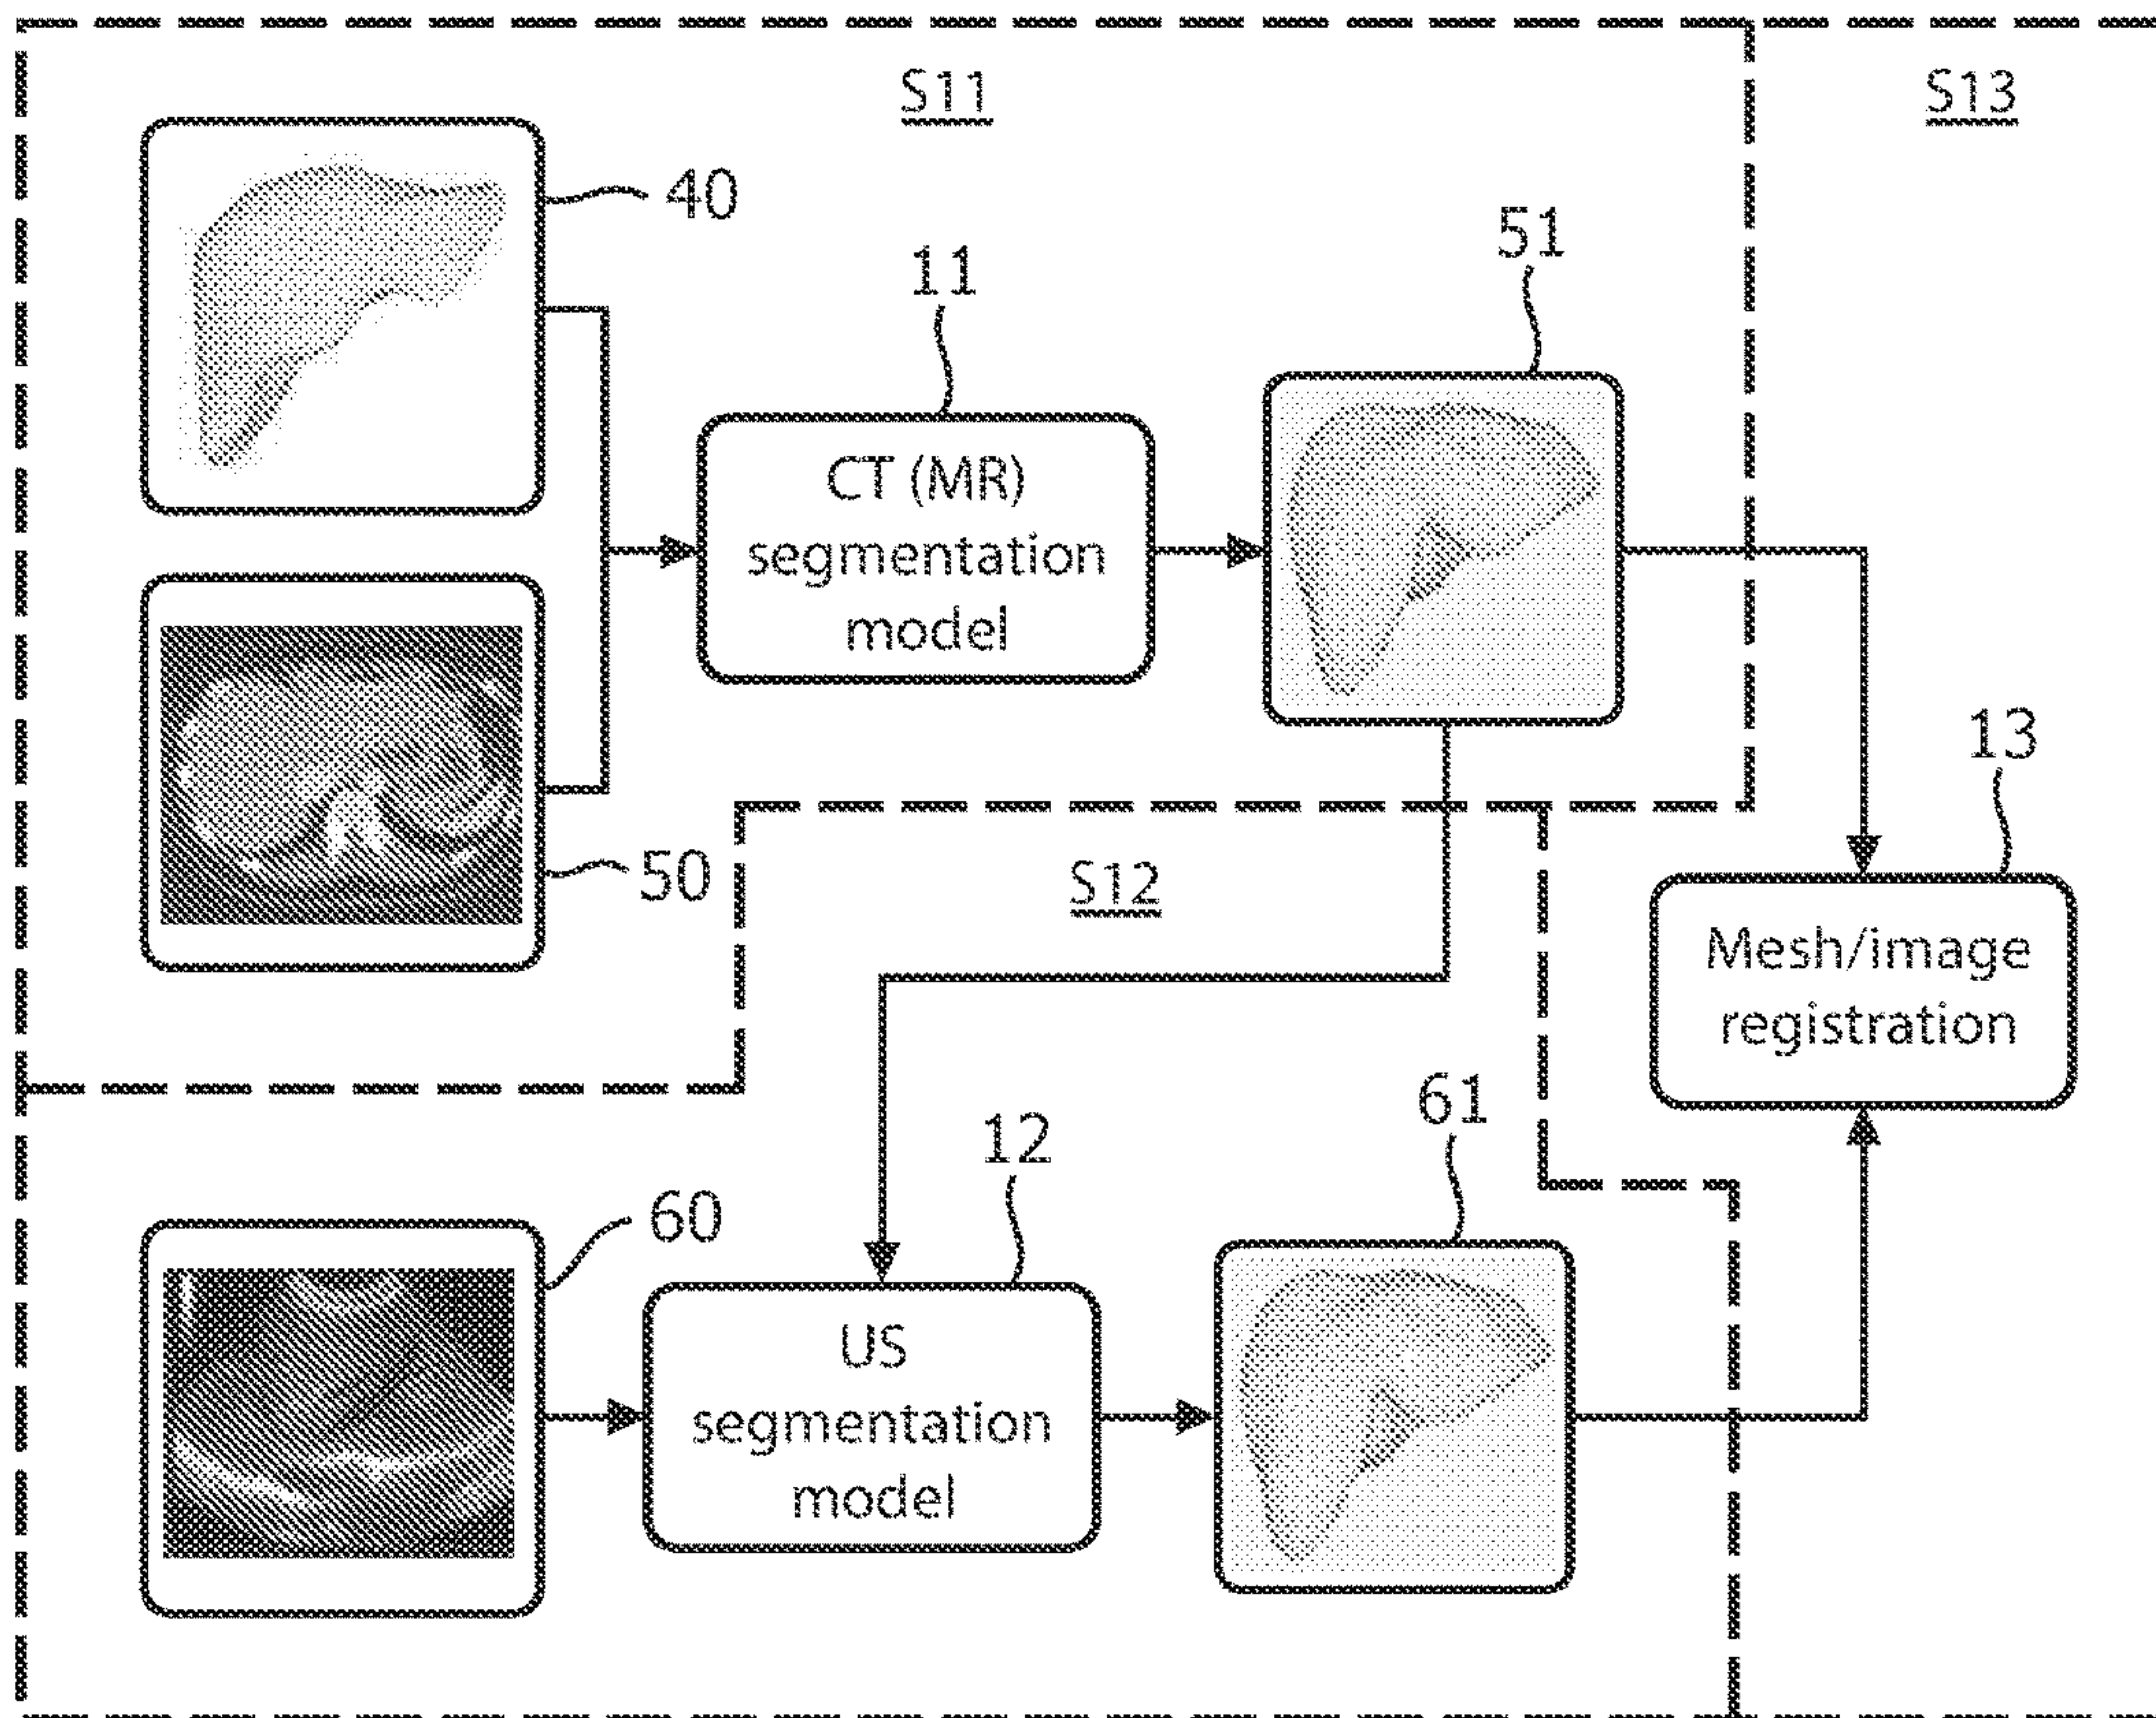 S11
S13
40
51
11
CT (MR)
segmentation
model
13
50
S12
Mesh/image
registration
61
12
60
US
segmentation
model